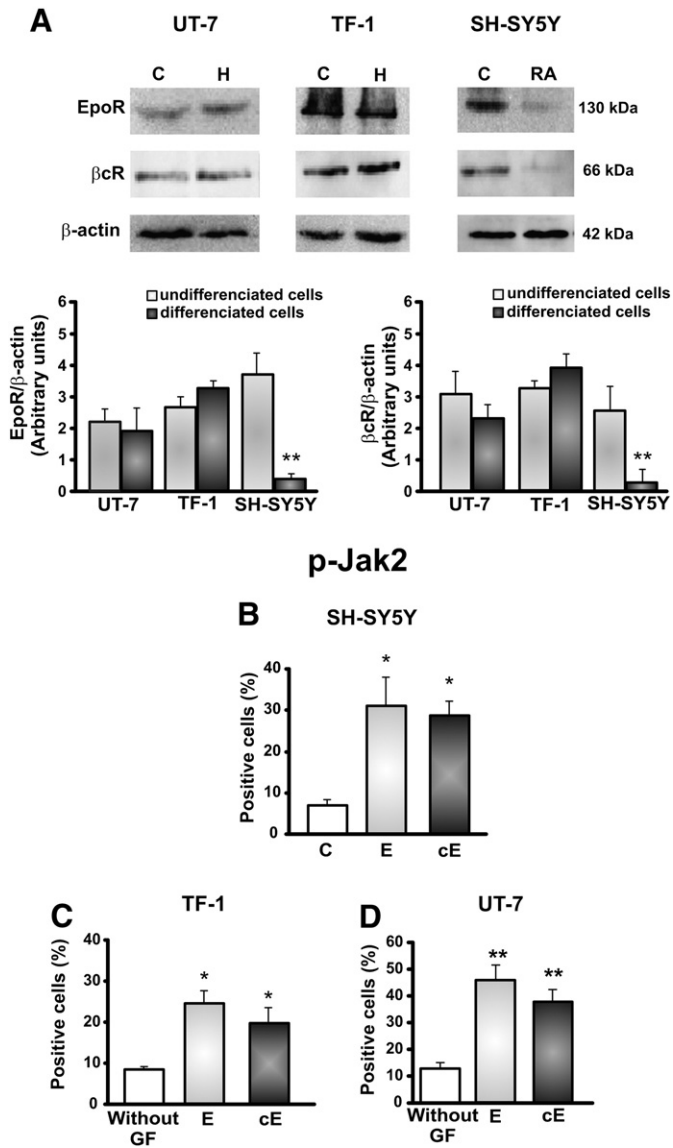 A
UT-7 TF-1 SH-SY5Y
C H C H C RA
EpoR 130 kDa
βcR 66 kDa
β-actin 42 kDa
undifferenciated cells
differenciated cells
EpoR/β-actin
(Arbitrary units)
6
5
4
3
2
1
0
UT-7 TF-1 SH-SY5Y
**
undifferenciated cells
differenciated cells
βcR/β-actin
(Arbitrary units)
6
5
4
3
2
1
0
UT-7 TF-1 SH-SY5Y
**
p-Jak2
B
SH-SY5Y
Positive cells (%)
40
30
20
10
0
* *
C E cE
C
TF-1
Positive cells (%)
40
30
20
10
0
* *
Without GF E cE
D
UT-7
Positive cells (%)
60
50
40
30
20
10
0
** **
Without GF E cE